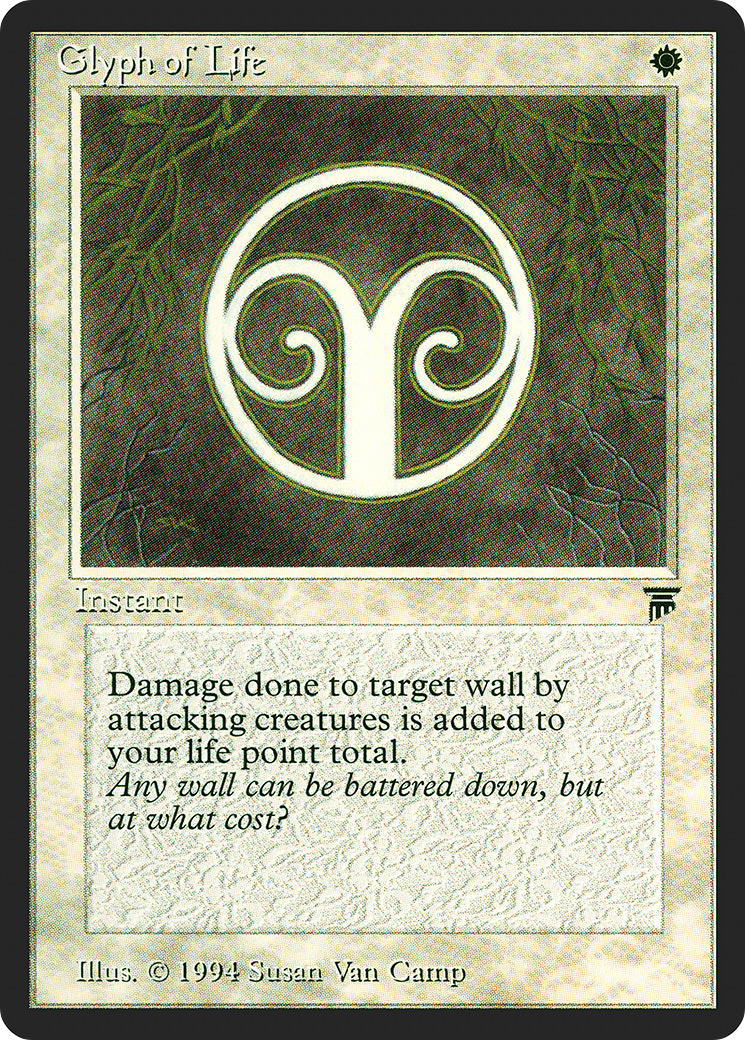 Glyph of Life
Instant
Damage done to target wall by
attacking creatures is added to
your life point total.
Any wall can be battered down, but
at what cost?
Illus. © 1994 Susan Van Camp